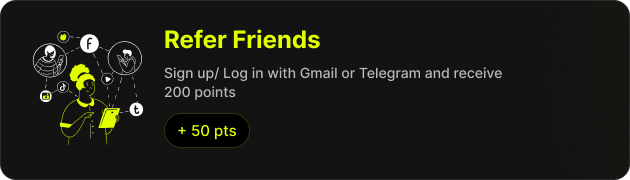 Refer Friends
Sign up/ Log in with Gmail or Telegram and receive
200 points
+ 50 pts